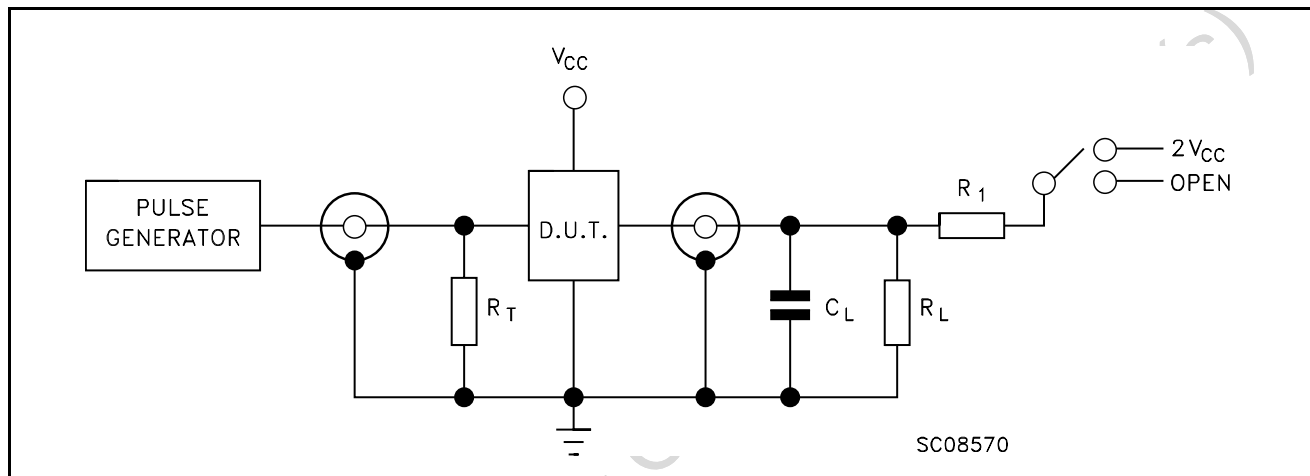 VCC
2VCC
OPEN
R1
PULSE
GENERATOR
D.U.T.
RT
CL
RL
SC08570